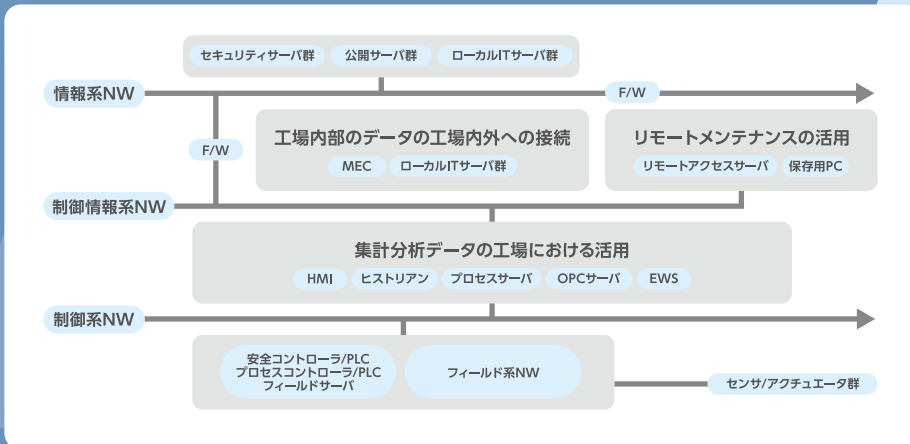 セキュリティサーバ群 公開サーバ群 ローカルITサーバ群
情報系NW
F/W
F/W
工場内部のデータの工場内外への接続
MEC ローカルITサーバ群
リモートメンテナンスの活用
リモートアクセスサーバ 保存用PC
制御情報系NW
集計分析データの工場における活用
HMI ヒストリアン プロセスサーバ OPCサーバ EWS
制御系NW
安全コントローラ/PLC
プロセスコントローラ/PLC
フィールドサーバ
フィールド系NW
センサ/アクチュエータ群